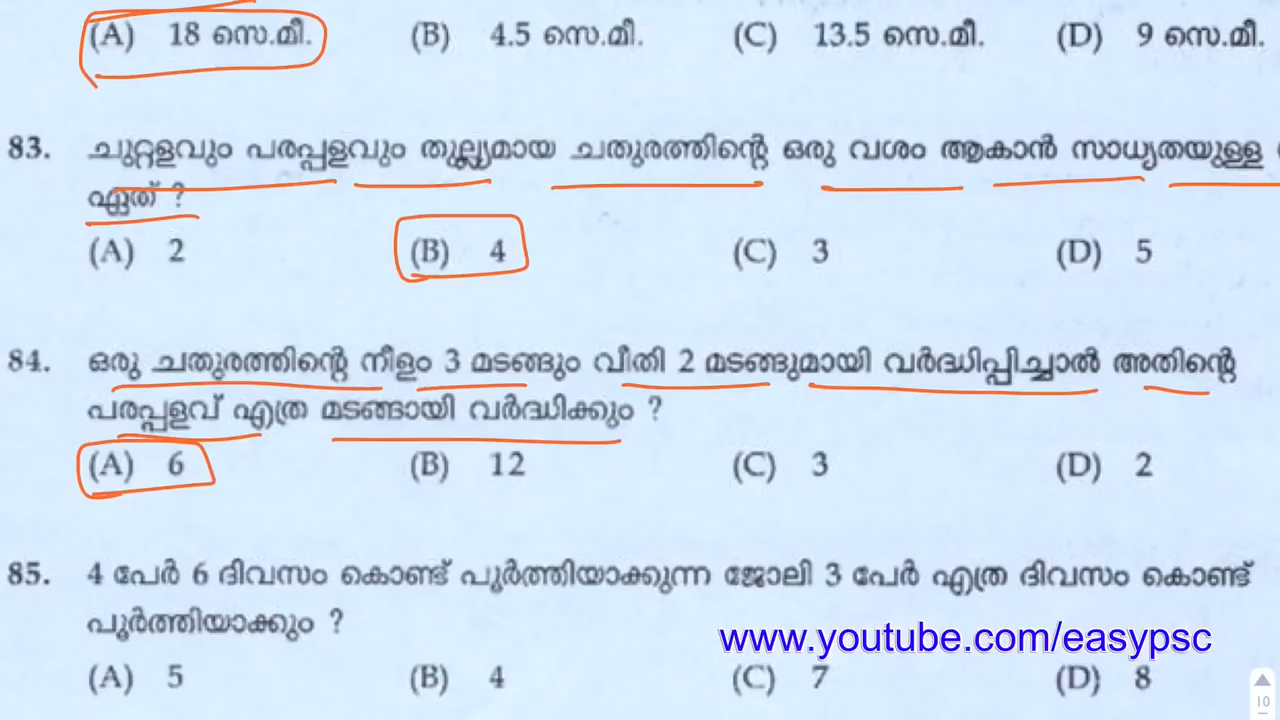 (A) 18 സെ.മീ. (B) 4.5 സെ.മീ. (C) 13.5 സെ.മീ. (D) 9 സെ.മീ.
83. ചുറ്റളവും പരപ്പളവും തുല്ല്യമായ ചതുരത്തിന്റെ ഒരു വശം ആകാൻ സാധ്യതയുള്ള
ഏത് ?
(A) 2 (B) 4 (C) 3 (D) 5
84. ഒരു ചതുരത്തിന്റെ നീളം 3 മടങ്ങും വീതി 2 മടങ്ങുമായി വർദ്ധിപ്പിച്ചാൽ അതിന്റെ
പരപ്പളവ് എത്ര മടങ്ങായി വർദ്ധിക്കും ?
(A) 6 (B) 12 (C) 3 (D) 2
85. 4 പേർ 6 ദിവസം കൊണ്ട് പൂർത്തിയാക്കുന്ന ജോലി 3 പേർ എത്ര ദിവസം കൊണ്ട്
പൂർത്തിയാക്കും ?
www.youtube.com/easypsc
(A) 5 (B) 4 (C) 7 (D) 8
10